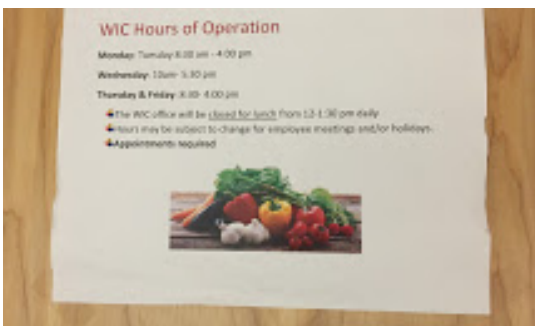 WIC Hours of Operation
Monday- Tuesday 8:30 am - 4:00 pm
Wednesday- 10am- 5:30 pm
Thursday & Friday- 8:30- 4:00 pm
The WIC office will be closed for lunch from 12-1:30 pm daily
Hours may be subject to change for employee meetings and/or holidays.
Appointments required